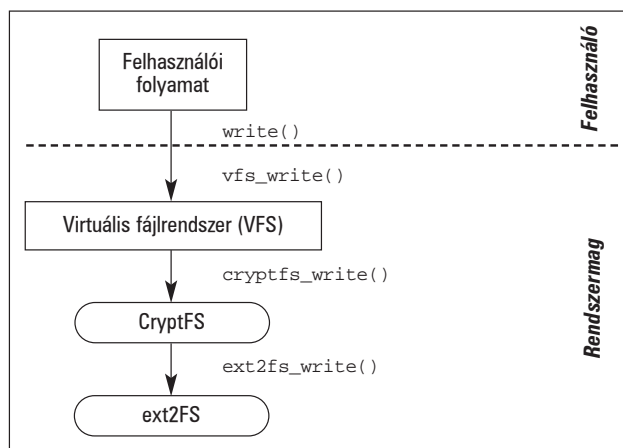 Felhasználói
folyamat
write()
Felhasználó
vfs_write()
Virtuális fájlrendszer (VFS)
cryptfs_write()
CryptFS
ext2fs_write()
ext2FS
Rendszermag